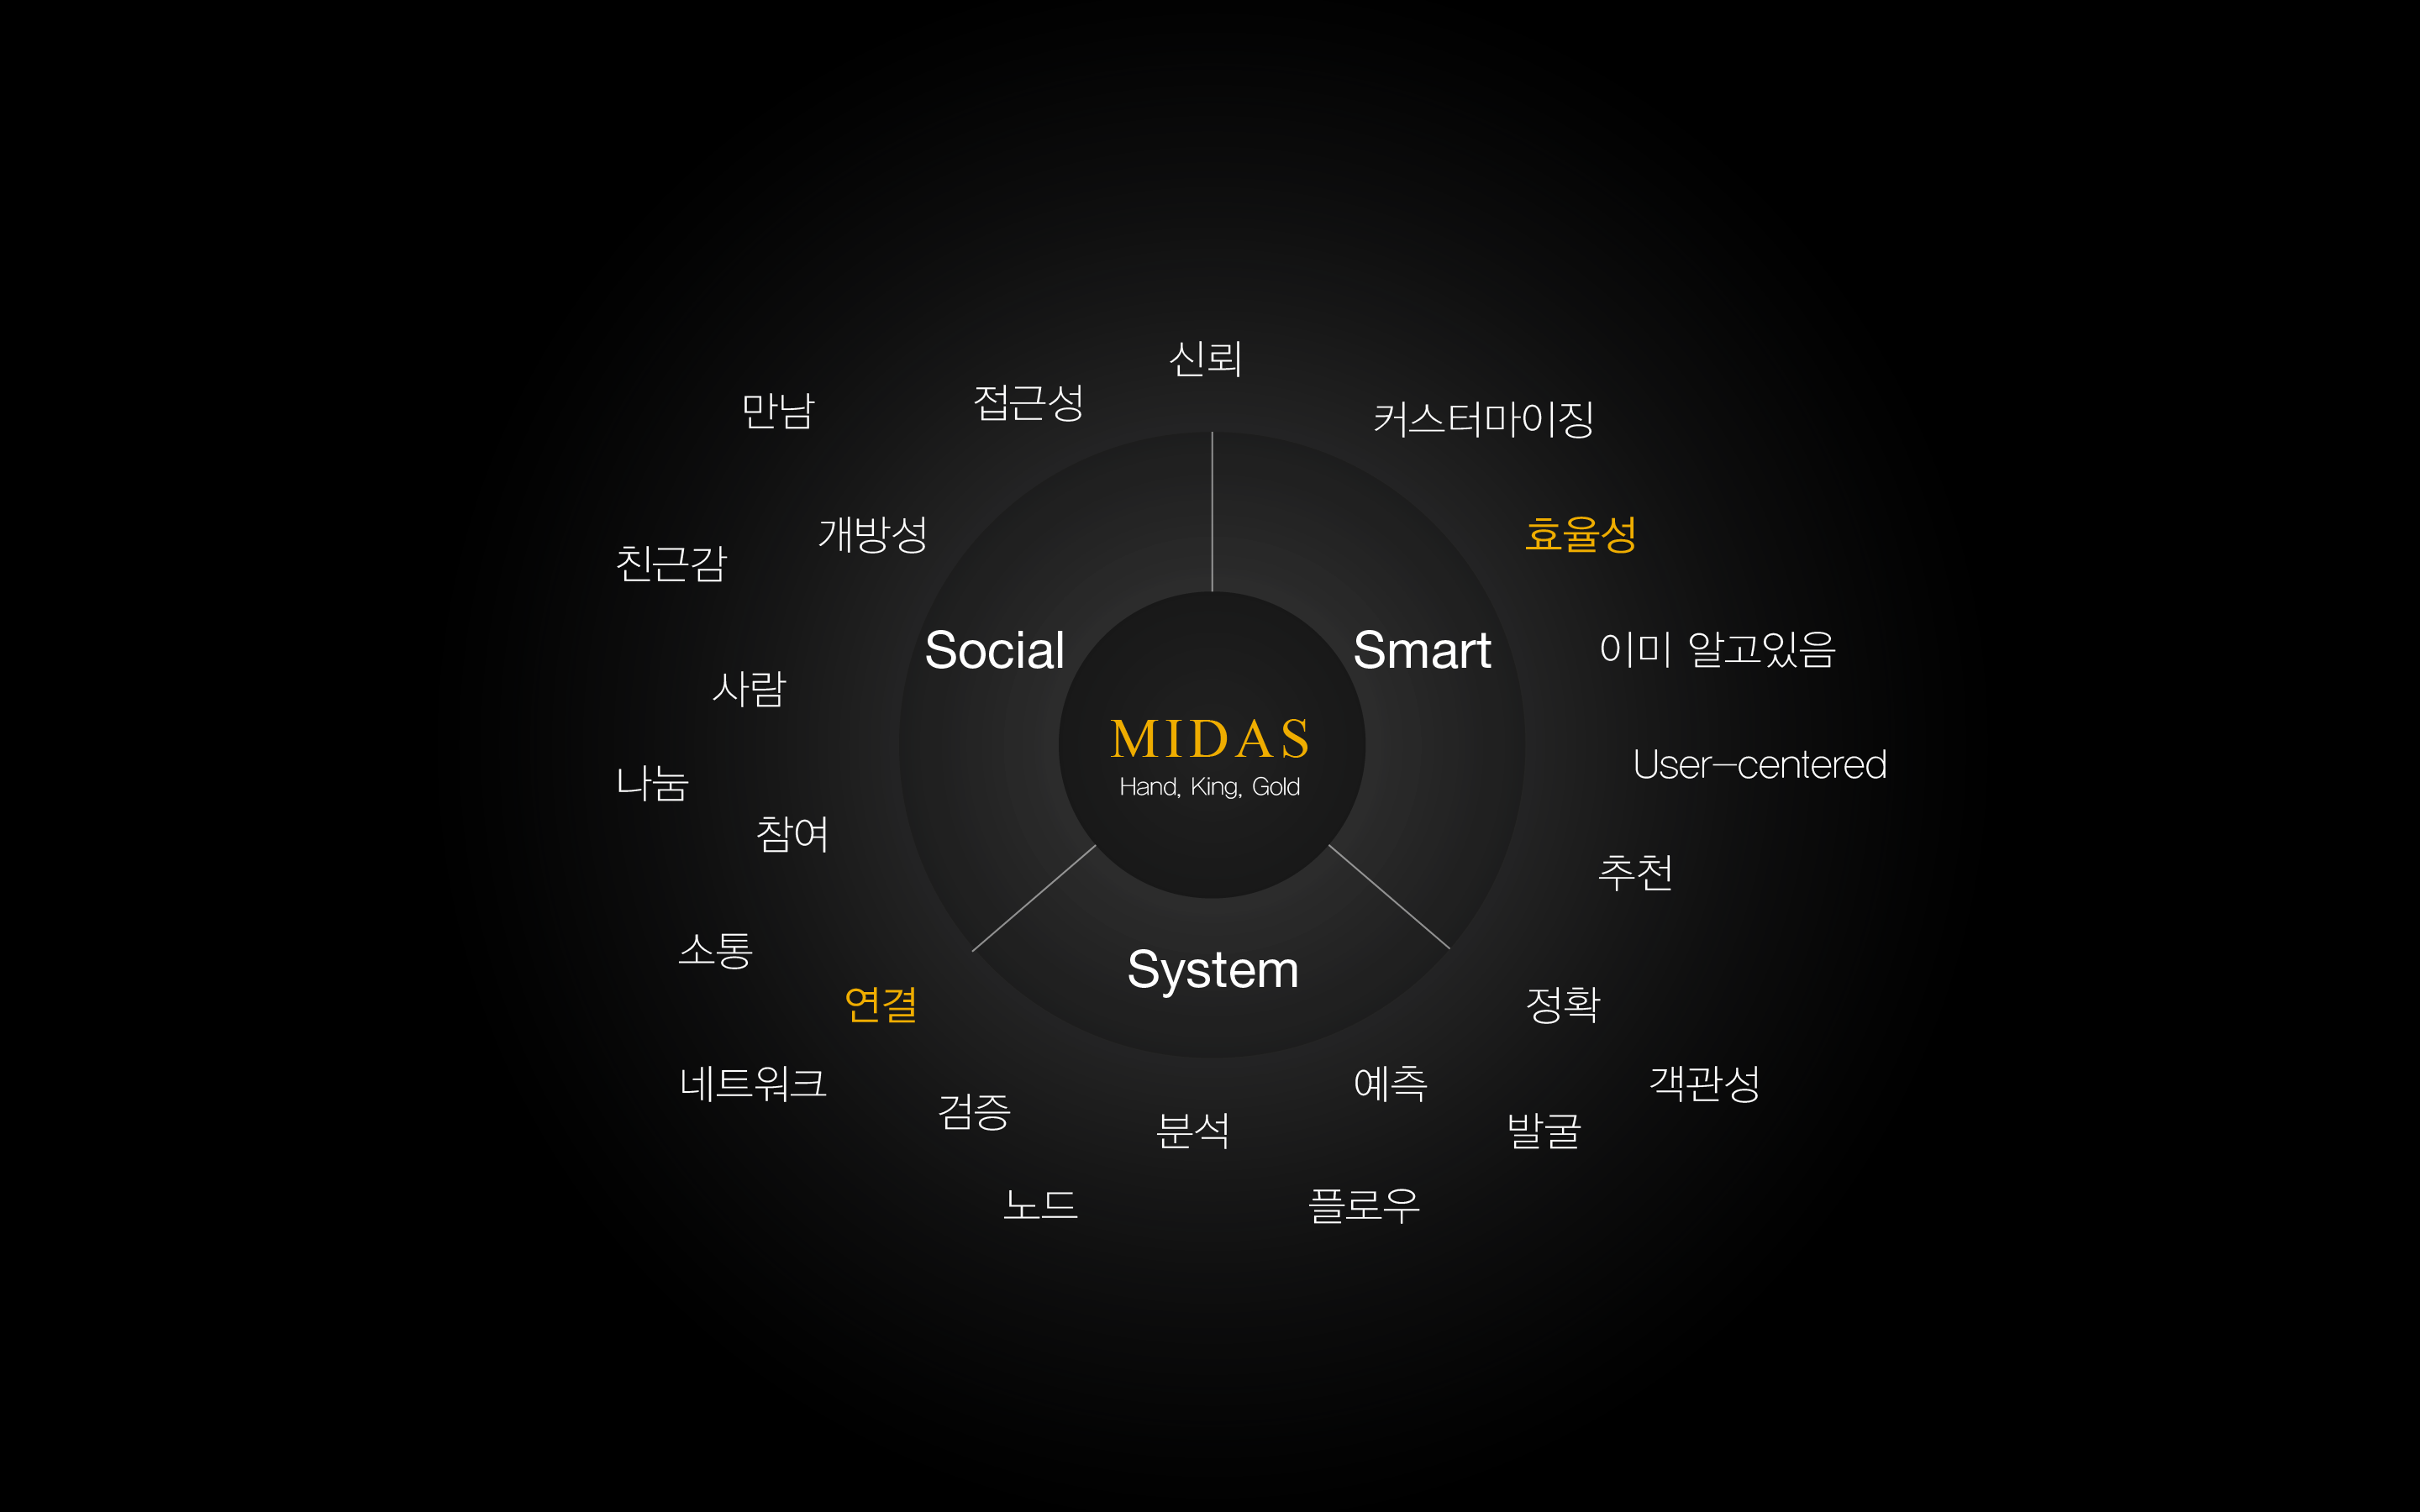 신뢰
만남
접근성
커스터마이징
개방성
효율성
친근감
Social
Smart
이미 알고있음
사람
MIDAS
Hand, King, Gold
User-centered
나눔
참여
추천
소통
System
연결
정확
네트워크
예측
객관성
검증
분석
발굴
노드
플로우